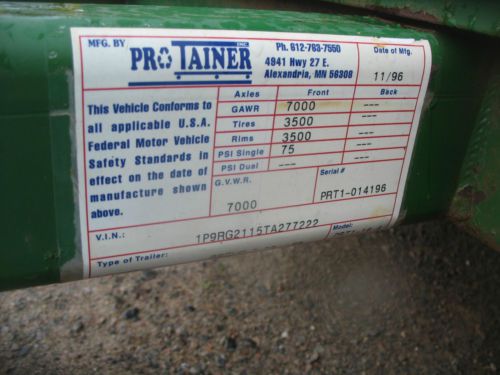 MFG. BY
PRO TAINER INC.
Ph. 612-763-7550
4941 Hwy 27 E.
Alexandria, MN 56308
Date of Mfg.
11/96
This Vehicle Conforms to
all applicable U.S.A.
Federal Motor Vehicle
Safety Standards in
effect on the date of
manufacture shown
above.
Axles Front Back
GAWR 7000 ---
Tires 3500 ---
Rims 3500 ---
PSI Single 75 ---
PSI Dual --- ---
G.V.W.R.
7000
Serial #
PRT1-014196
V.I.N.: 1P9RG2115TA277222
Type of Trailer:
Model: